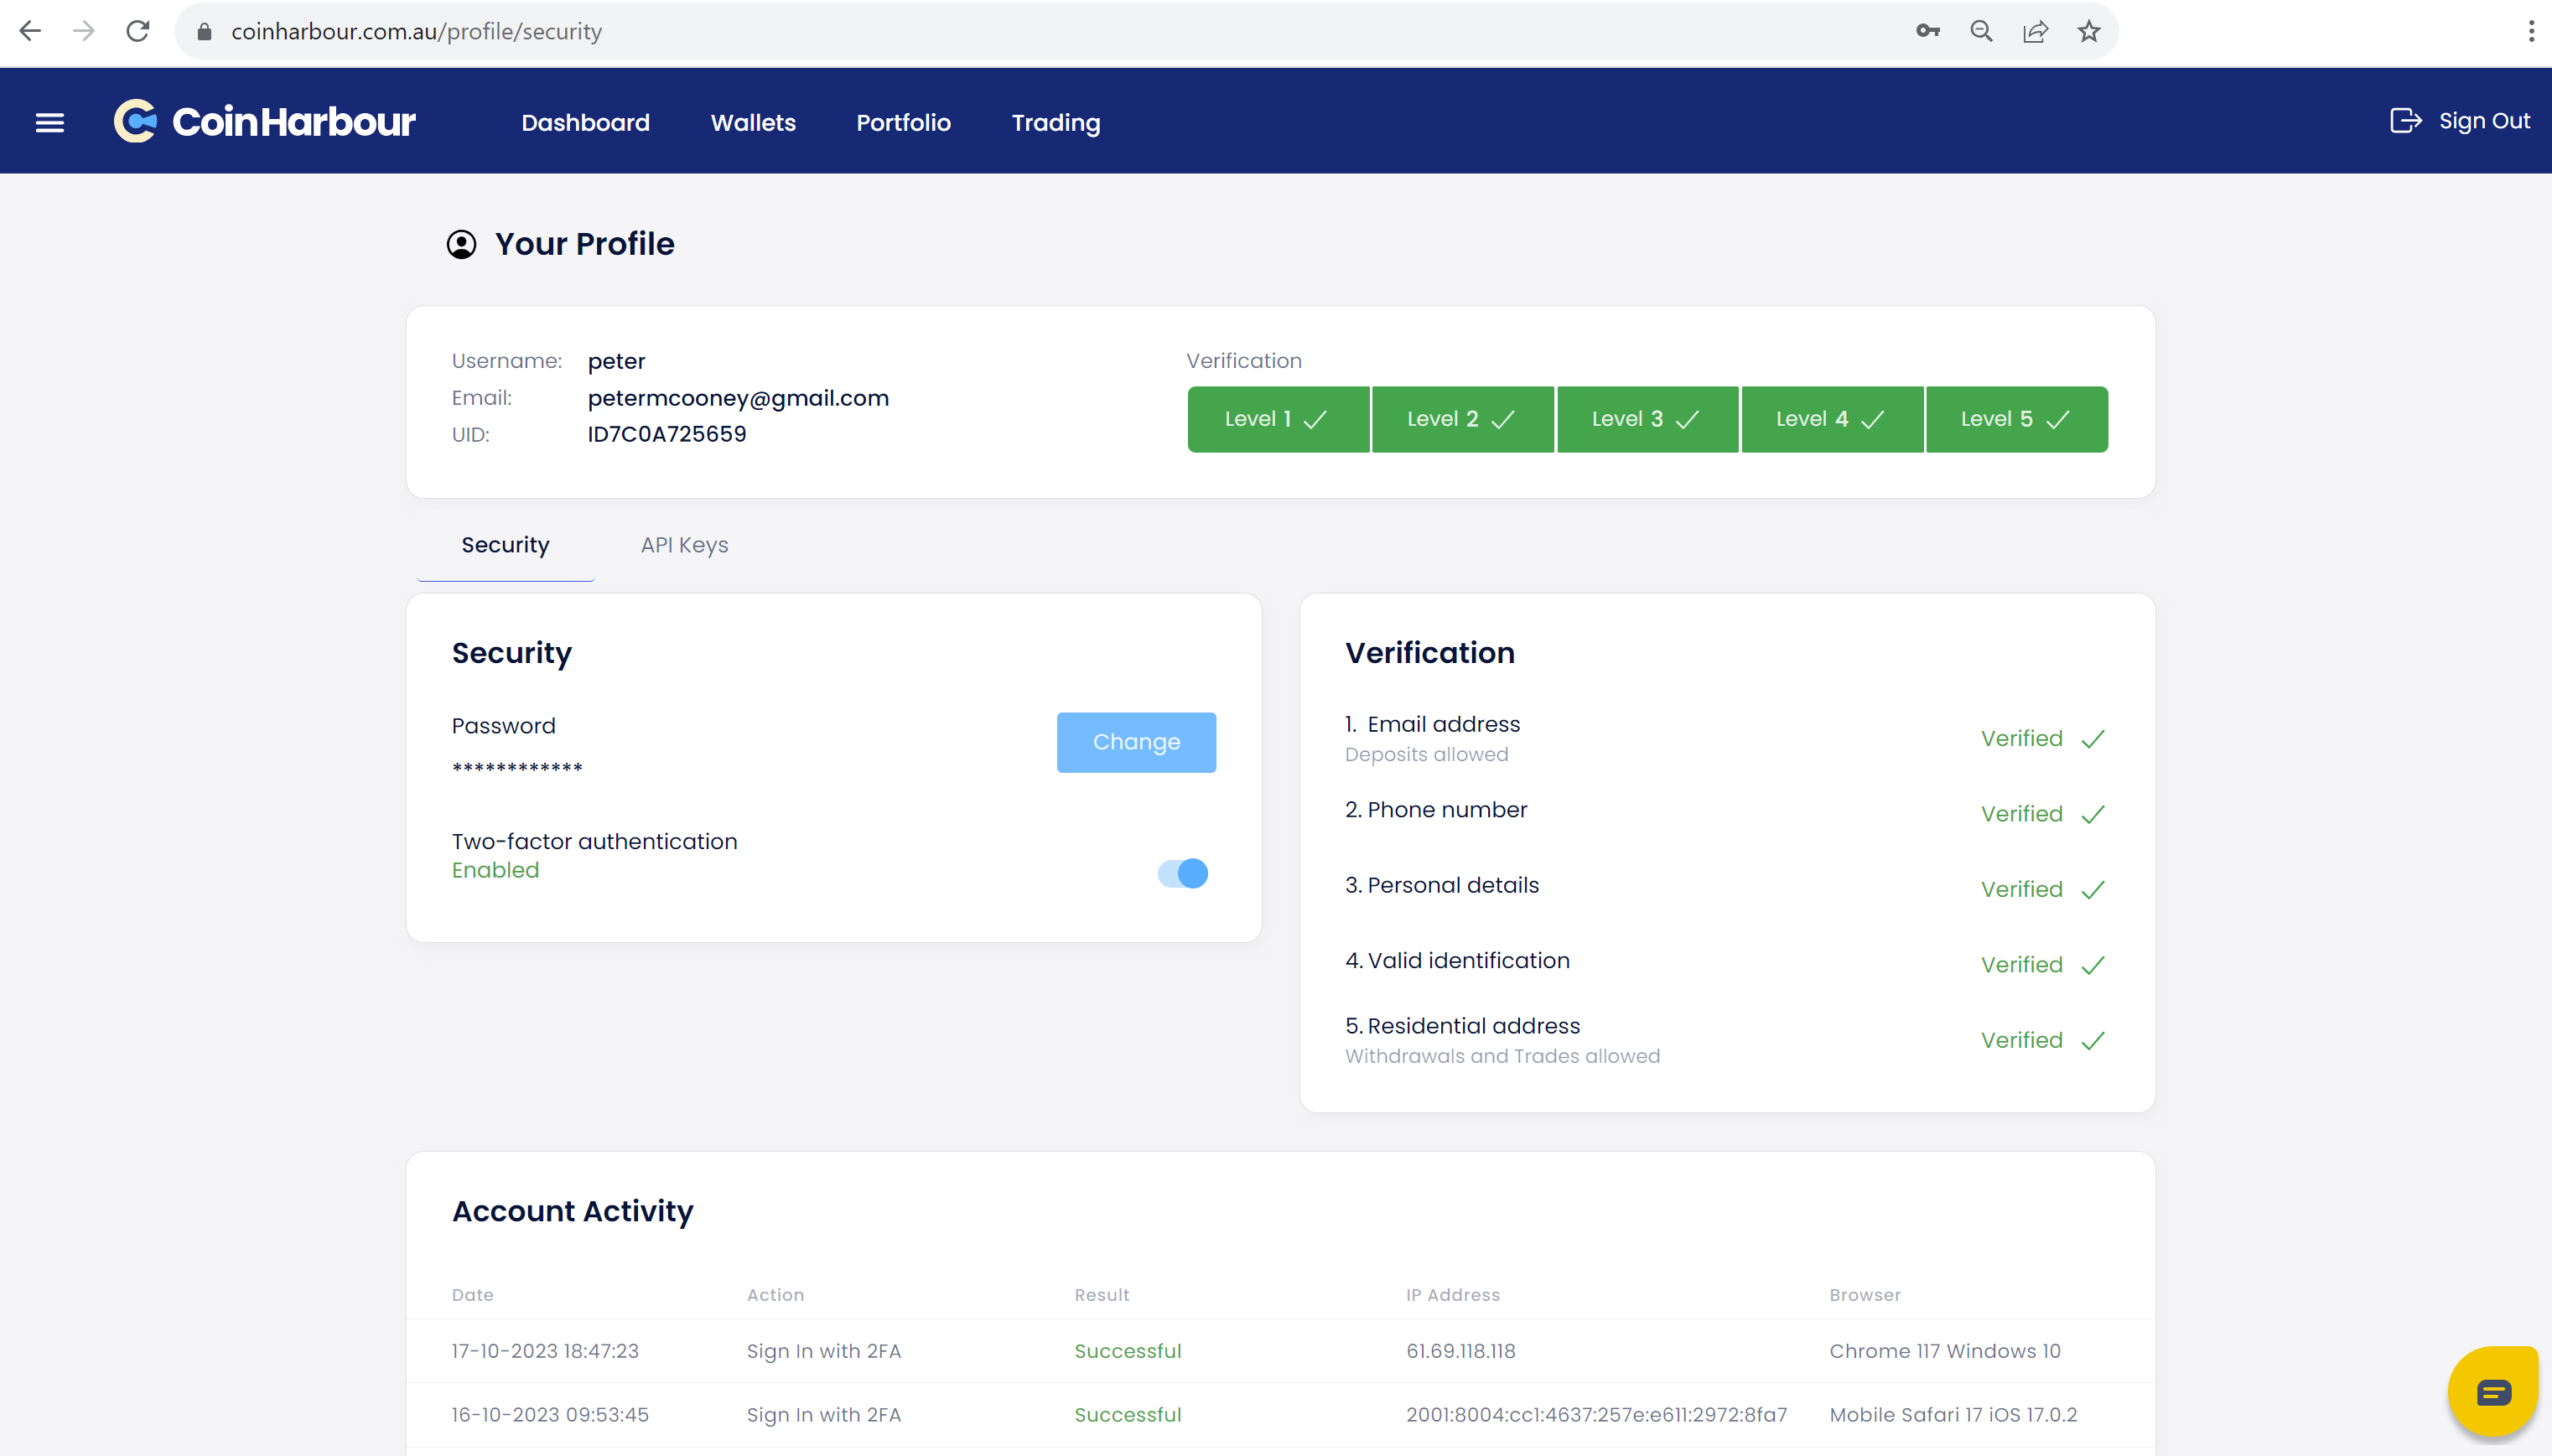 coinharbour.com.au/profile/security
CoinHarbour Dashboard Wallets Portfolio Trading Sign Out
Your Profile
Username: peter
Email: petermcooney@gmail.com
UID: ID7C0A725659
Verification
Level 1 Level 2 Level 3 Level 4 Level 5
Security API Keys
Security
Password
************
Change
Two-factor authentication
Enabled
Verification
1. Email address
Deposits allowed
Verified
2. Phone number
Verified
3. Personal details
Verified
4. Valid identification
Verified
5. Residential address
Withdrawals and Trades allowed
Verified
Account Activity
Date Action Result IP Address Browser
17-10-2023 18:47:23 Sign In with 2FA Successful 61.69.118.118 Chrome 117 Windows 10
16-10-2023 09:53:45 Sign In with 2FA Successful 2001:8004:cc1:4637:257e:e611:2972:8fa7 Mobile Safari 17 iOS 17.0.2